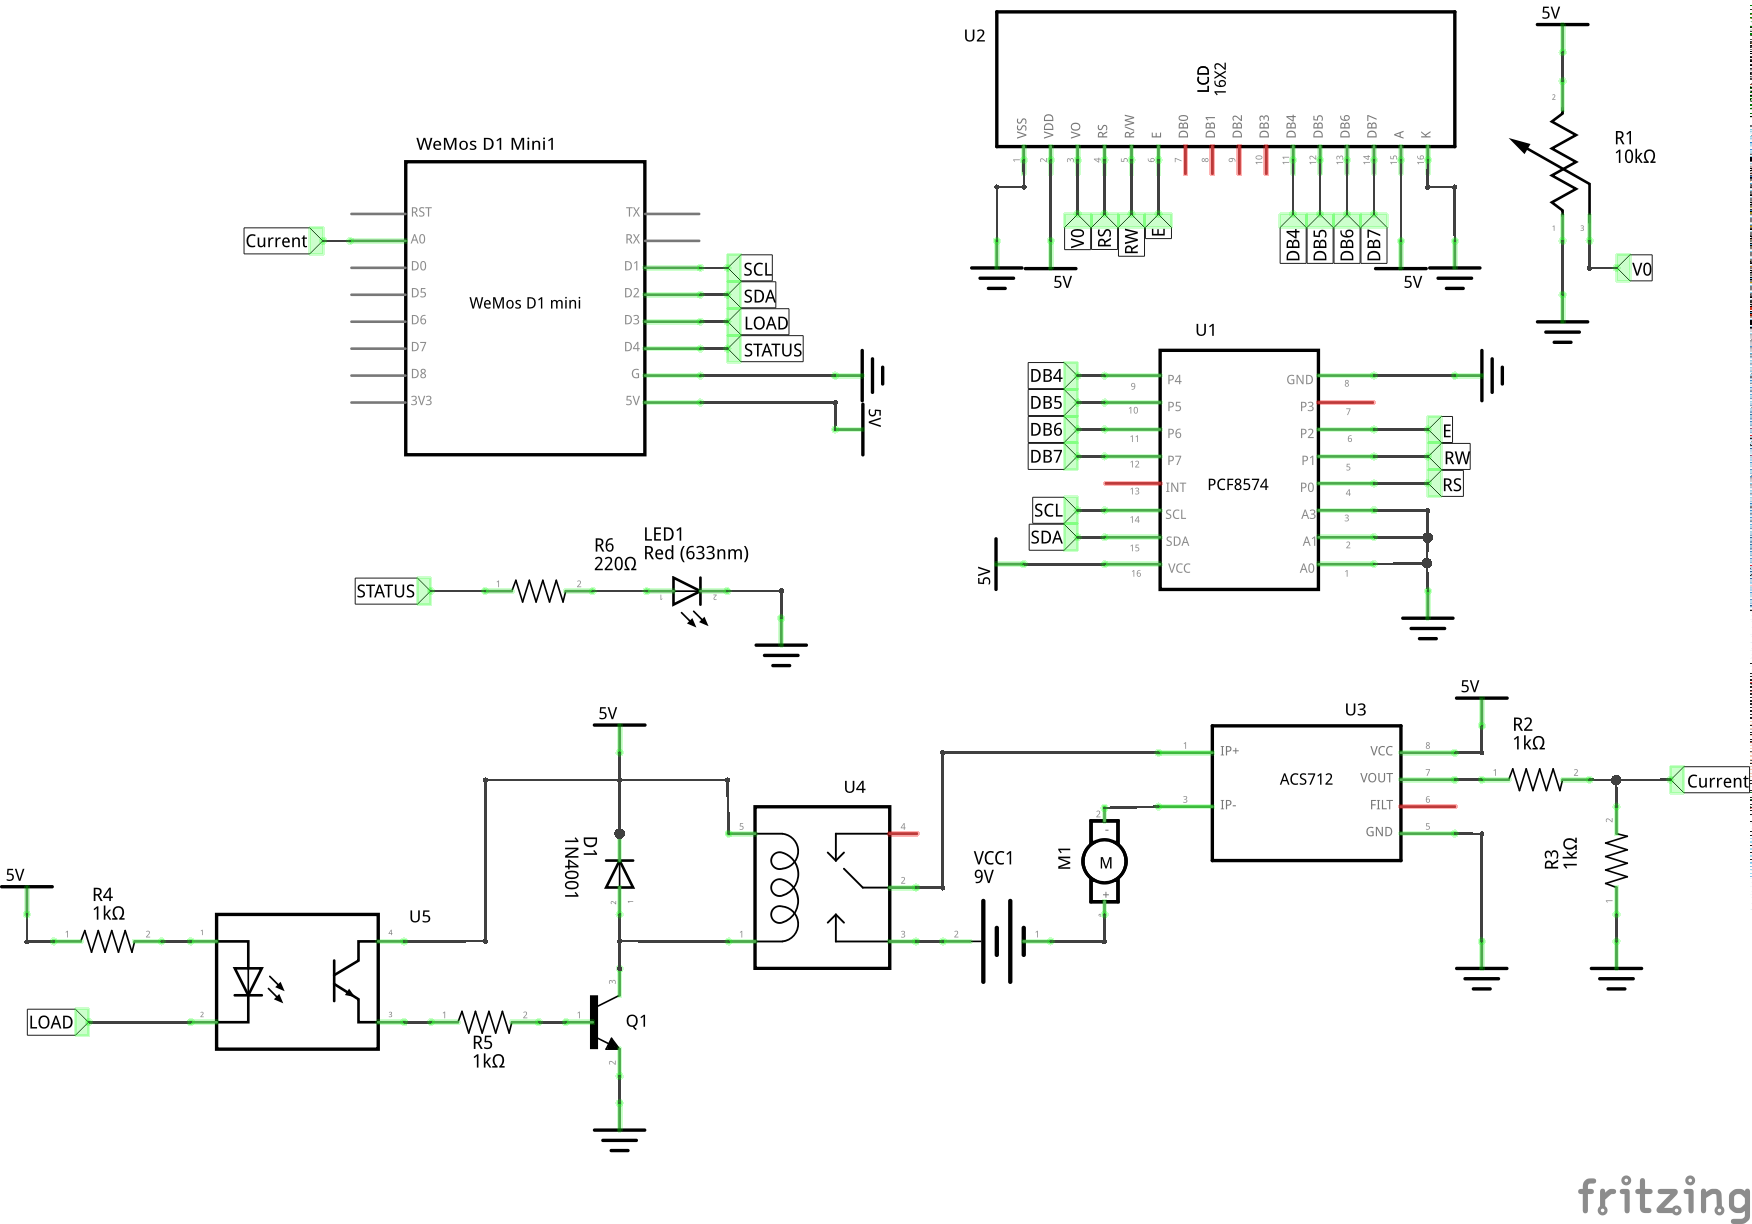 WeMos D1 Mini1
WeMos D1 mini
RST
A0
D0
D5
D6
D7
D8
3V3
TX
RX
D1
D2
D3
D4
G
5V
Current
SCL
SDA
LOAD
STATUS
5V
U2
LCD
16X2
VSS
VDD
VO
RS
R/W
E
DB0
DB1
DB2
DB3
DB4
DB5
DB6
DB7
A
K
1
2
3
4
5
6
7
8
9
10
11
12
13
14
15
16
V0
RS
RW
E
DB4
DB5
DB6
DB7
5V
5V
5V
2
R1
10kΩ
1
3
V0
U1
PCF8574
DB4
DB5
DB6
DB7
SCL
SDA
5V
9
10
11
12
13
14
15
16
P4
P5
P6
P7
INT
SCL
SDA
VCC
GND
P3
P2
P1
P0
A3
A1
A0
8
7
6
5
4
3
2
1
E
RW
RS
STATUS
1
R6
220Ω
2
LED1
Red (633nm)
1
2
5V
R4
1kΩ
1
2
LOAD
U5
1
2
4
3
1
2
R5
1kΩ
5V
D1
1N4001
2
1
3
1
Q1
2
U4
5
1
4
2
3
VCC1
9V
2
1
M1
2
-
M
+
1
U3
ACS712
1
3
IP+
IP-
VCC
VOUT
FILT
GND
8
7
6
5
5V
R2
1kΩ
1
2
Current
2
R3
1kΩ
1
fritzing